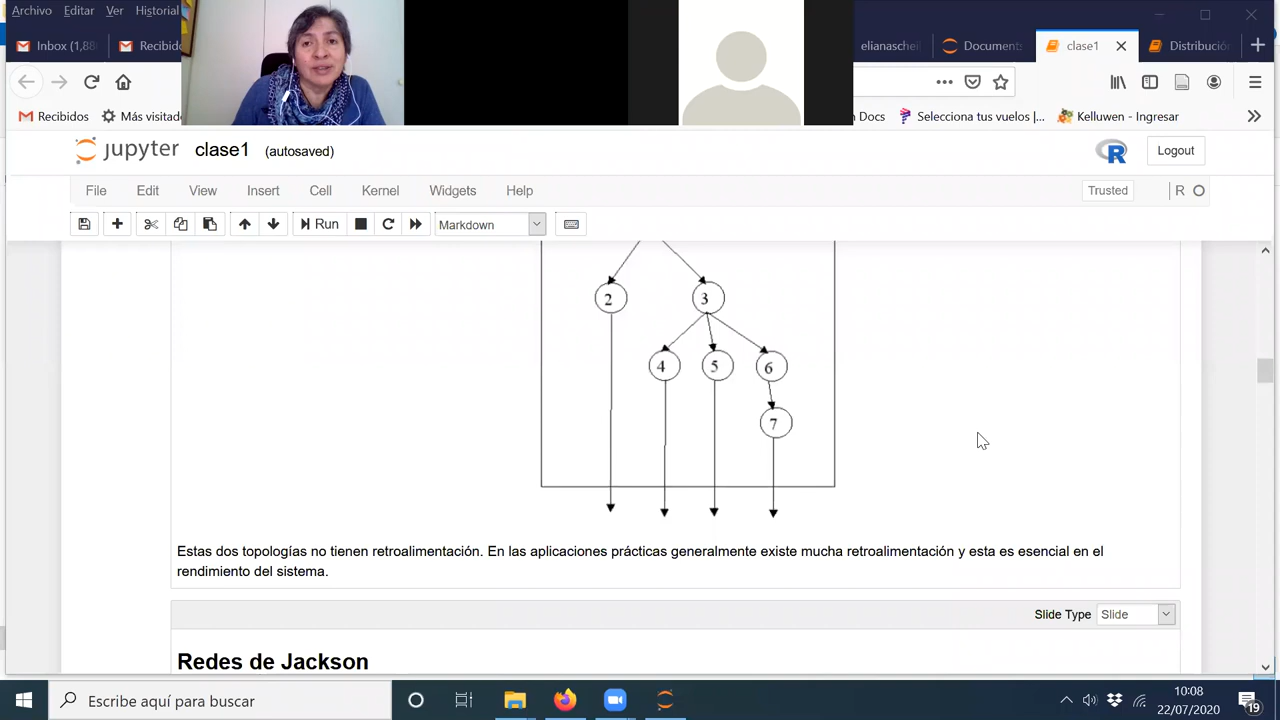 Archivo Editar Ver Historial
Inbox (1,88
Recibido
elianasche
Document
clase1
Distribució
Recibidos
Más visitad
n Docs
Selecciona tus vuelos |...
Kelluwen - Ingresar
jupyter clase1 (autosaved)
R
Logout
File Edit View Insert Cell Kernel Widgets Help
Trusted
R
Run
Markdown
2
3
4
5
6
7
Estas dos topologías no tienen retroalimentación. En las aplicaciones prácticas generalmente existe mucha retroalimentación y esta es esencial en el
rendimiento del sistema.
Slide Type Slide
Redes de Jackson
Escribe aquí para buscar
10:08
22/07/2020
19